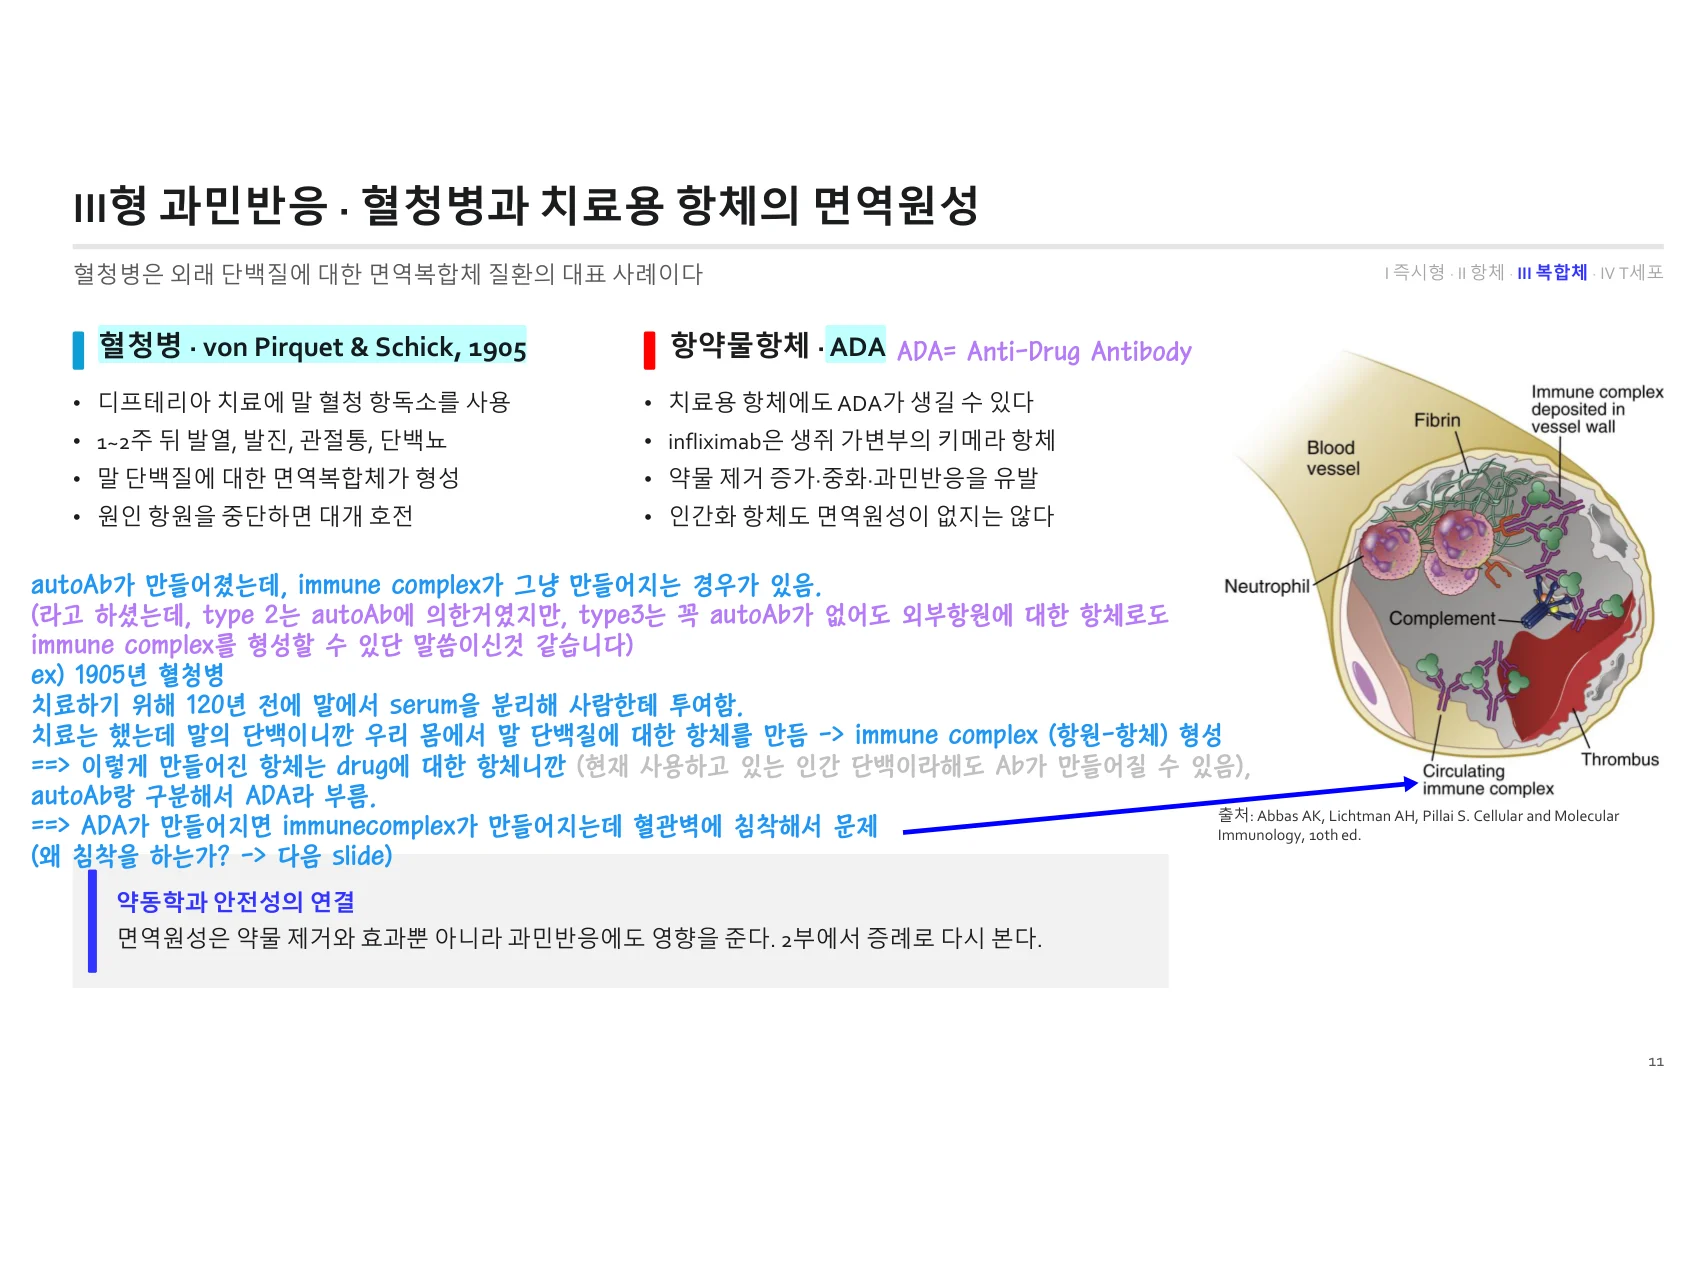 III형 과민반응 · 혈청병과 치료용 항체의 면역원성
혈청병은 외래 단백질에 대한 면역복합체 질환의 대표 사례이다
I 즉시형 · II 항체 · III 복합체 · IV T세포
혈청병 · von Pirquet & Schick, 1905
• 디프테리아 치료에 말 혈청 항독소를 사용
• 1~2주 뒤 발열, 발진, 관절통, 단백뇨
• 말 단백질에 대한 면역복합체가 형성
• 원인 항원을 중단하면 대개 호전
항약물항체 · ADA ADA= Anti-Drug Antibody
• 치료용 항체에도 ADA가 생길 수 있다
• infliximab은 생쥐 가변부의 키메라 항체
• 약물 제거 증가·중화·과민반응을 유발
• 인간화 항체도 면역원성이 없지는 않다
autoAb가 만들어졌는데, immune complex가 그냥 만들어지는 경우가 있음.
(라고 하셨는데, type 2는 autoAb에 의한거였지만, type3는 꼭 autoAb가 없어도 외부항원에 대한 항체로도
immune complex를 형성할 수 있단 말씀이신것 같습니다)
ex) 1905년 혈청병
치료하기 위해 120년 전에 말에서 serum을 분리해 사람한테 투여함.
치료는 했는데 말의 단백이니깐 우리 몸에서 말 단백질에 대한 항체를 만듬 -> immune complex (항원-항체) 형성
==> 이렇게 만들어진 항체는 drug에 대한 항체니깐 (현재 사용하고 있는 인간 단백이라해도 Ab가 만들어질 수 있음),
autoAb랑 구분해서 ADA라 부름.
==> ADA가 만들어지면 immunecomplex가 만들어지는데 혈관벽에 침착해서 문제
(왜 침착을 하는가? -> 다음 slide)
Immune complex
deposited in
vessel wall
Fibrin
Blood
vessel
Neutrophil
Complement
Thrombus
Circulating
immune complex
출처: Abbas AK, Lichtman AH, Pillai S. Cellular and Molecular
Immunology, 10th ed.
약동학과 안전성의 연결
면역원성은 약물 제거와 효과뿐 아니라 과민반응에도 영향을 준다. 2부에서 증례로 다시 본다.
11